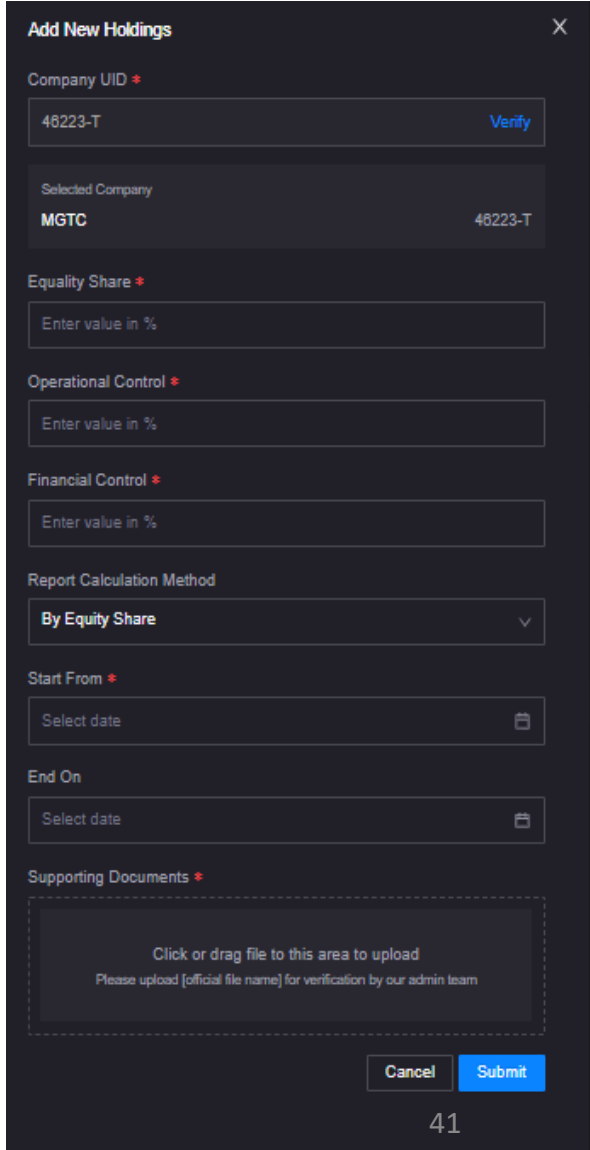 Add New Holdings
Company UID *
46223-T Verify
Selected Company
MGTC 46223-T
Equality Share *
Enter value in %
Operational Control *
Enter value in %
Financial Control *
Enter value in %
Report Calculation Method
By Equity Share
Start From *
Select date
End On
Select date
Supporting Documents *
Click or drag file to this area to upload
Please upload [official file name] for verification by our admin team
Cancel Submit
41